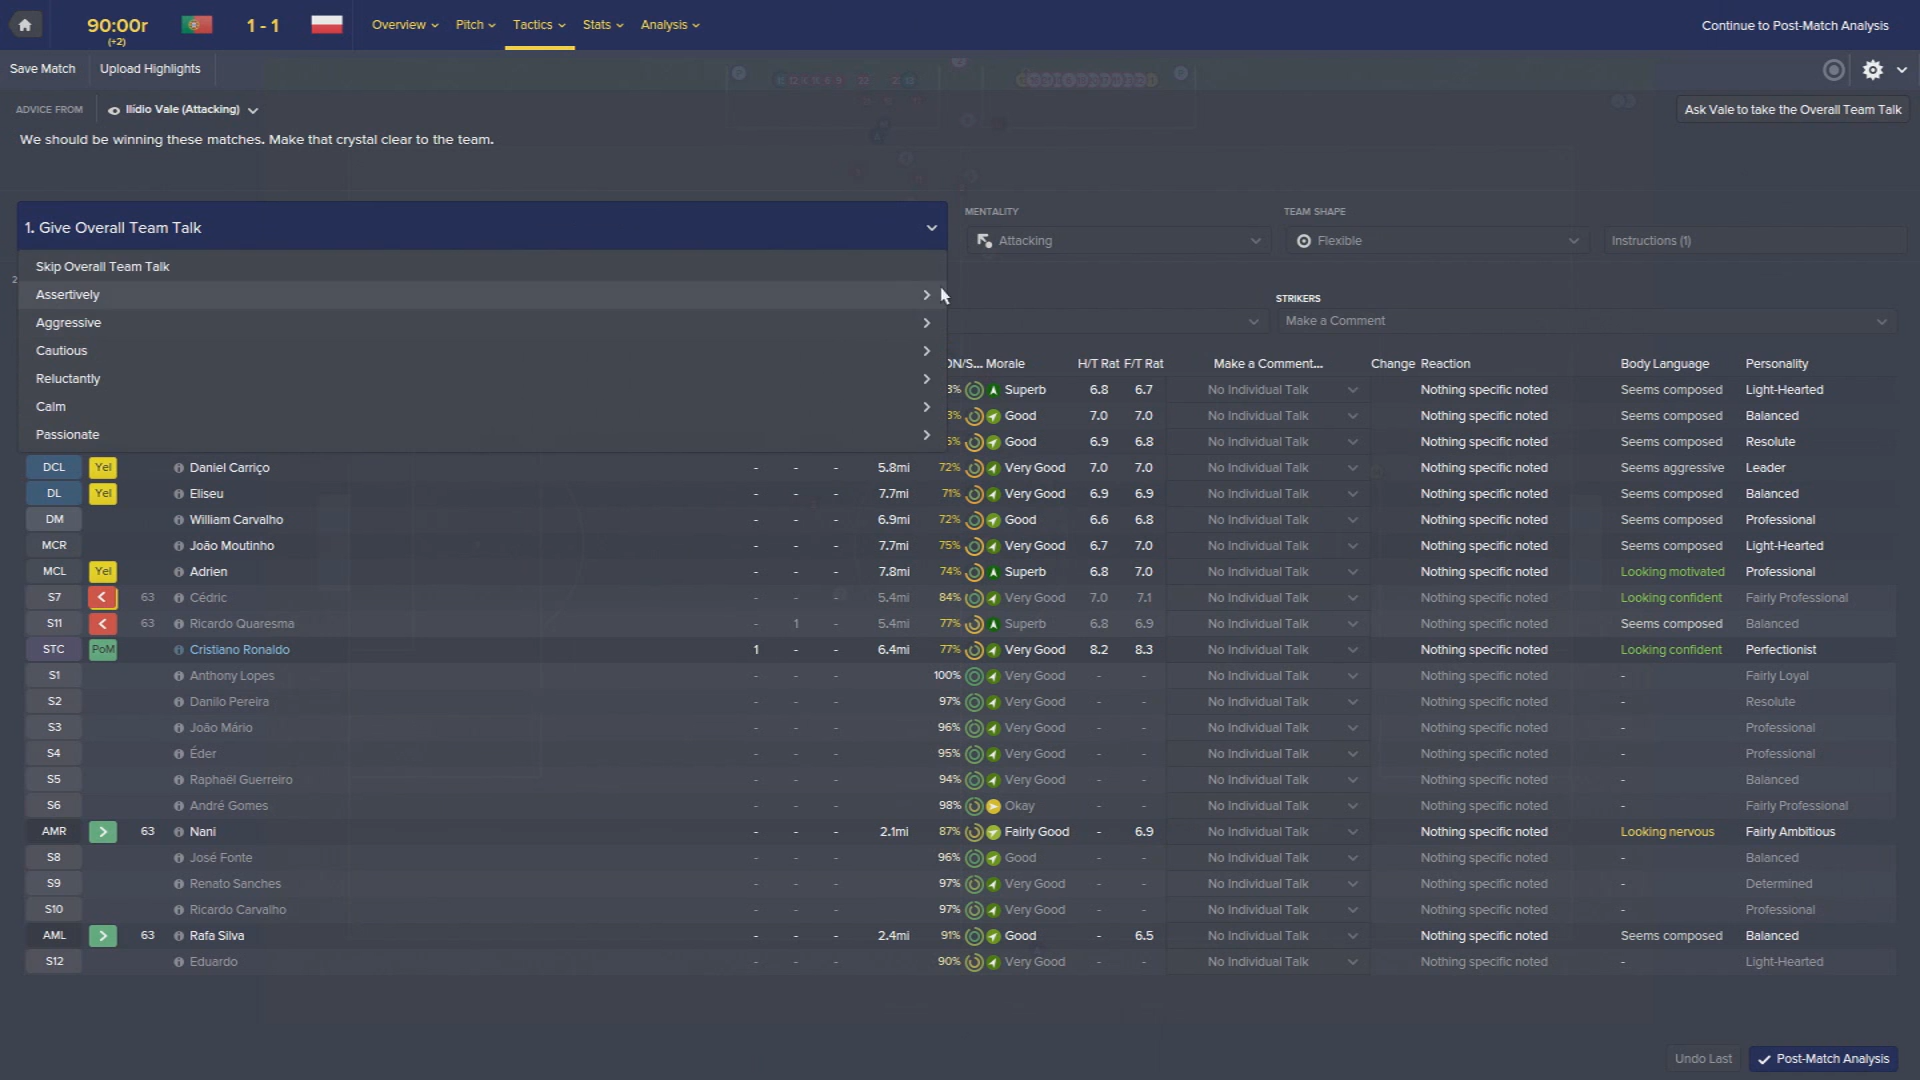 90:00r
(+2)
1 - 1
Overview
Pitch
Tactics
Stats
Analysis
Continue to Post-Match Analysis
Save Match
Upload Highlights
ADVICE FROM
Ilídio Vale (Attacking)
Ask Vale to take the Overall Team Talk
We should be winning these matches. Make that crystal clear to the team.
1. Give Overall Team Talk
MENTALITY
TEAM SHAPE
Attacking
Flexible
Instructions (1)
Skip Overall Team Talk
Assertively
Aggressive
Cautious
Reluctantly
Calm
Passionate
STRIKERS
Make a Comment
Morale H/T Rat F/T Rat Make a Comment... Change Reaction Body Language Personality
Superb 6.8 6.7 No Individual Talk Nothing specific noted Seems composed Light-Hearted
Good 7.0 7.0 No Individual Talk Nothing specific noted Seems composed Balanced
Good 6.9 6.8 No Individual Talk Nothing specific noted Seems composed Resolute
DCL Yel Daniel Carriço - - - 5.8mi 72% Very Good 7.0 7.0 No Individual Talk Nothing specific noted Seems aggressive Leader
DL Yel Eliseu - - - 7.7mi 71% Very Good 6.9 6.9 No Individual Talk Nothing specific noted Seems composed Balanced
DM William Carvalho - - - 6.9mi 72% Good 6.6 6.8 No Individual Talk Nothing specific noted Seems composed Professional
MCR João Moutinho - - - 7.7mi 75% Very Good 6.7 7.0 No Individual Talk Nothing specific noted Seems composed Light-Hearted
MCL Yel Adrien - - - 7.8mi 74% Superb 6.8 7.0 No Individual Talk Nothing specific noted Looking motivated Professional
S7 63 Cédric - - - 5.4mi 84% Very Good 7.0 7.1 No Individual Talk Nothing specific noted Looking confident Fairly Professional
S11 63 Ricardo Quaresma - 1 - 5.4mi 77% Superb 6.8 6.9 No Individual Talk Nothing specific noted Seems composed Balanced
STC PoM Cristiano Ronaldo 1 - - 6.4mi 77% Very Good 8.2 8.3 No Individual Talk Nothing specific noted Looking confident Perfectionist
S1 Anthony Lopes - - - 100% Very Good - - No Individual Talk Nothing specific noted - Fairly Loyal
S2 Danilo Pereira - - - 97% Very Good - - No Individual Talk Nothing specific noted - Resolute
S3 João Mário - - - 96% Very Good - - No Individual Talk Nothing specific noted - Professional
S4 Éder - - - 95% Very Good - - No Individual Talk Nothing specific noted - Professional
S5 Raphaël Guerreiro - - - 94% Very Good - - No Individual Talk Nothing specific noted - Balanced
S6 André Gomes - - - 98% Okay - - No Individual Talk Nothing specific noted - Fairly Professional
AMR 63 Nani - - - 2.1mi 87% Fairly Good - 6.9 No Individual Talk Nothing specific noted Looking nervous Fairly Ambitious
S8 José Fonte - - - 96% Good - - No Individual Talk Nothing specific noted - Balanced
S9 Renato Sanches - - - 97% Very Good - - No Individual Talk Nothing specific noted - Determined
S10 Ricardo Carvalho - - - 97% Very Good - - No Individual Talk Nothing specific noted - Professional
AML 63 Rafa Silva - - - 2.4mi 91% Good - 6.5 No Individual Talk Nothing specific noted Seems composed Balanced
S12 Eduardo - - - 90% Very Good - - No Individual Talk Nothing specific noted - Light-Hearted
Undo Last
Post-Match Analysis